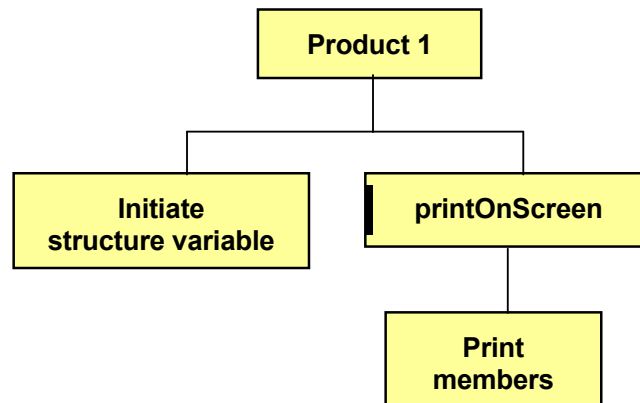 Product 1
Initiate
structure variable
printOnScreen
Print
members